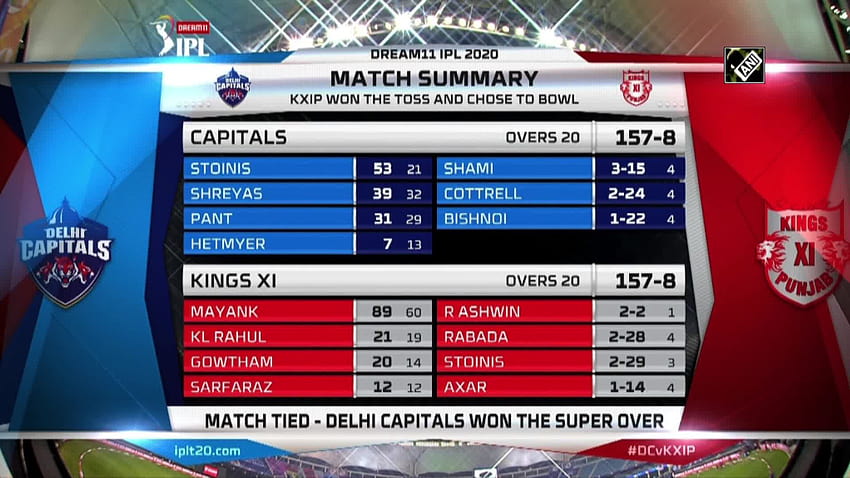 DREAM11
IPL
DREAM11 IPL 2020
ANI
DELHI
CAPITALS
MATCH SUMMARY
KINGS
XI
PUNJAB
KXIP WON THE TOSS AND CHOSE TO BOWL
CAPITALS OVERS 20 157-8
STOINIS 53 21 SHAMI 3-15 4
SHREYAS 39 32 COTTRELL 2-24 4
PANT 31 29 BISHNOI 1-22 4
HETMYER 7 13
DELHI
CAPITALS
KINGS
XI
PUNJAB
KINGS XI OVERS 20 157-8
MAYANK 89 60 R ASHWIN 2-2 1
KL RAHUL 21 19 RABADA 2-28 4
GOWTHAM 20 14 STOINIS 2-29 3
SARFARAZ 12 12 AXAR 1-14 4
MATCH TIED - DELHI CAPITALS WON THE SUPER OVER
iplt20.com #DCvKXIP